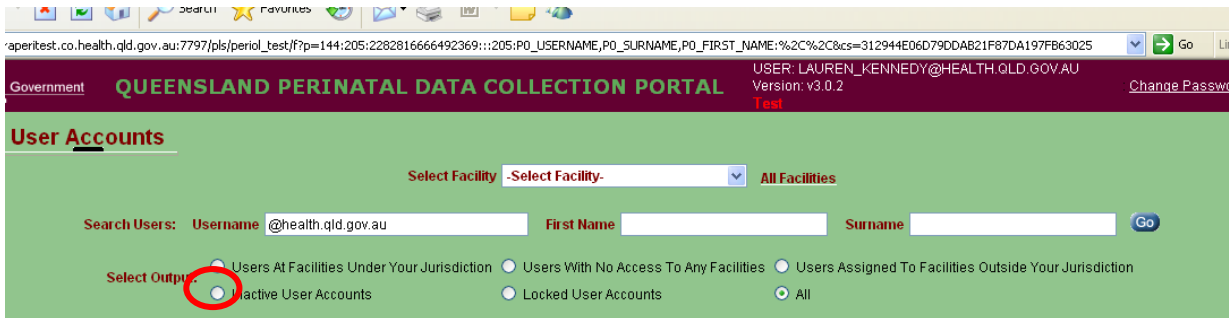 Search Favorites
raperitest.co.health.qld.gov.au:7797/pls/periol_test/f?p=144:205:2282816666492369:::205:P0_USERNAME,P0_SURNAME,P0_FIRST_NAME:%2C%2C&cs=312944E06D79DDAB21F87DA197FB63025 Go
Government QUEENSLAND PERINATAL DATA COLLECTION PORTAL USER: LAUREN_KENNEDY@HEALTH.QLD.GOV.AU
Version: v3.0.2 Change Passwo
Test
User Accounts
Select Facility -Select Facility- All Facilities
Search Users: Username @health.qld.gov.au First Name Surname Go
Select Output: Users At Facilities Under Your Jurisdiction Users With No Access To Any Facilities Users Assigned To Facilities Outside Your Jurisdiction
Inactive User Accounts Locked User Accounts All